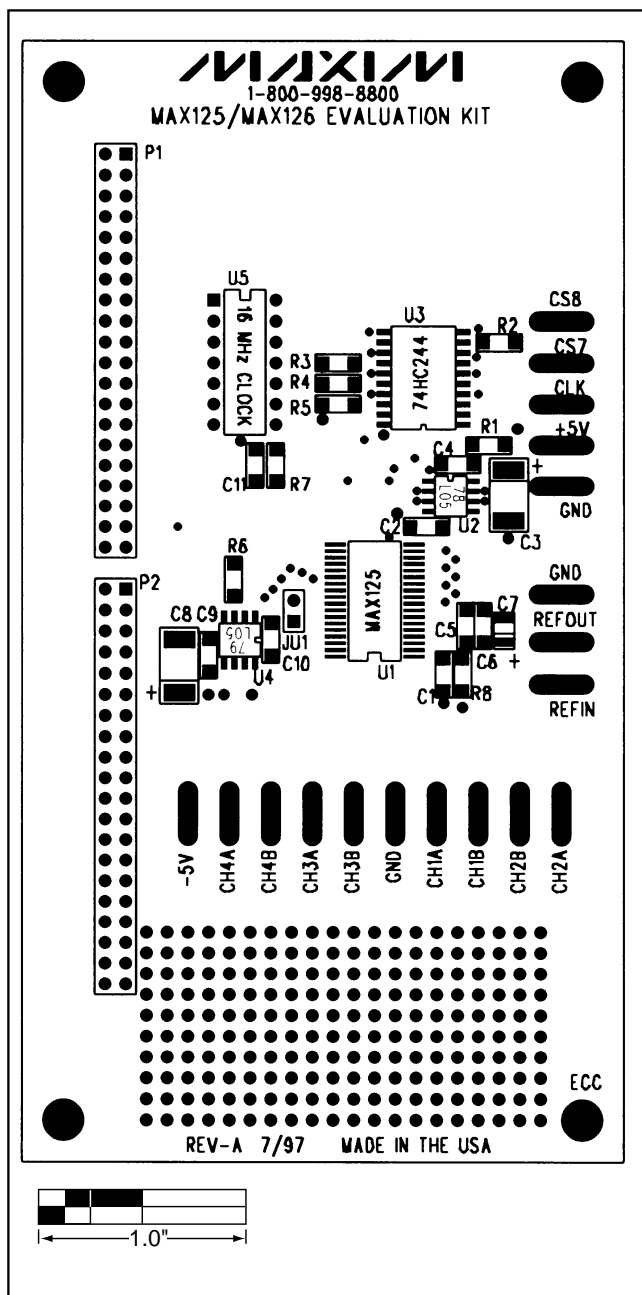 MAXIM
1-800-998-8800
MAX125/MAX126 EVALUATION KIT
P1
U5
16 MHz CLOCK
U3
74HC244
R2
CS8
CS7
CLK
+5V
GND
R3
R4
R5
R1
C4
C11
R7
78
L05
U2
+
C3
C2
R6
P2
C8
C9
79
L05
U4
C10
JU1
MAX125
U1
GND
REFOUT
REFIN
C5
C7
C6
+
C1
R8
+
-5V
CH4A
CH4B
CH3A
CH3B
GND
CH1A
CH1B
CH2B
CH2A
ECC
REV-A 7/97 MADE IN THE USA
1.0"